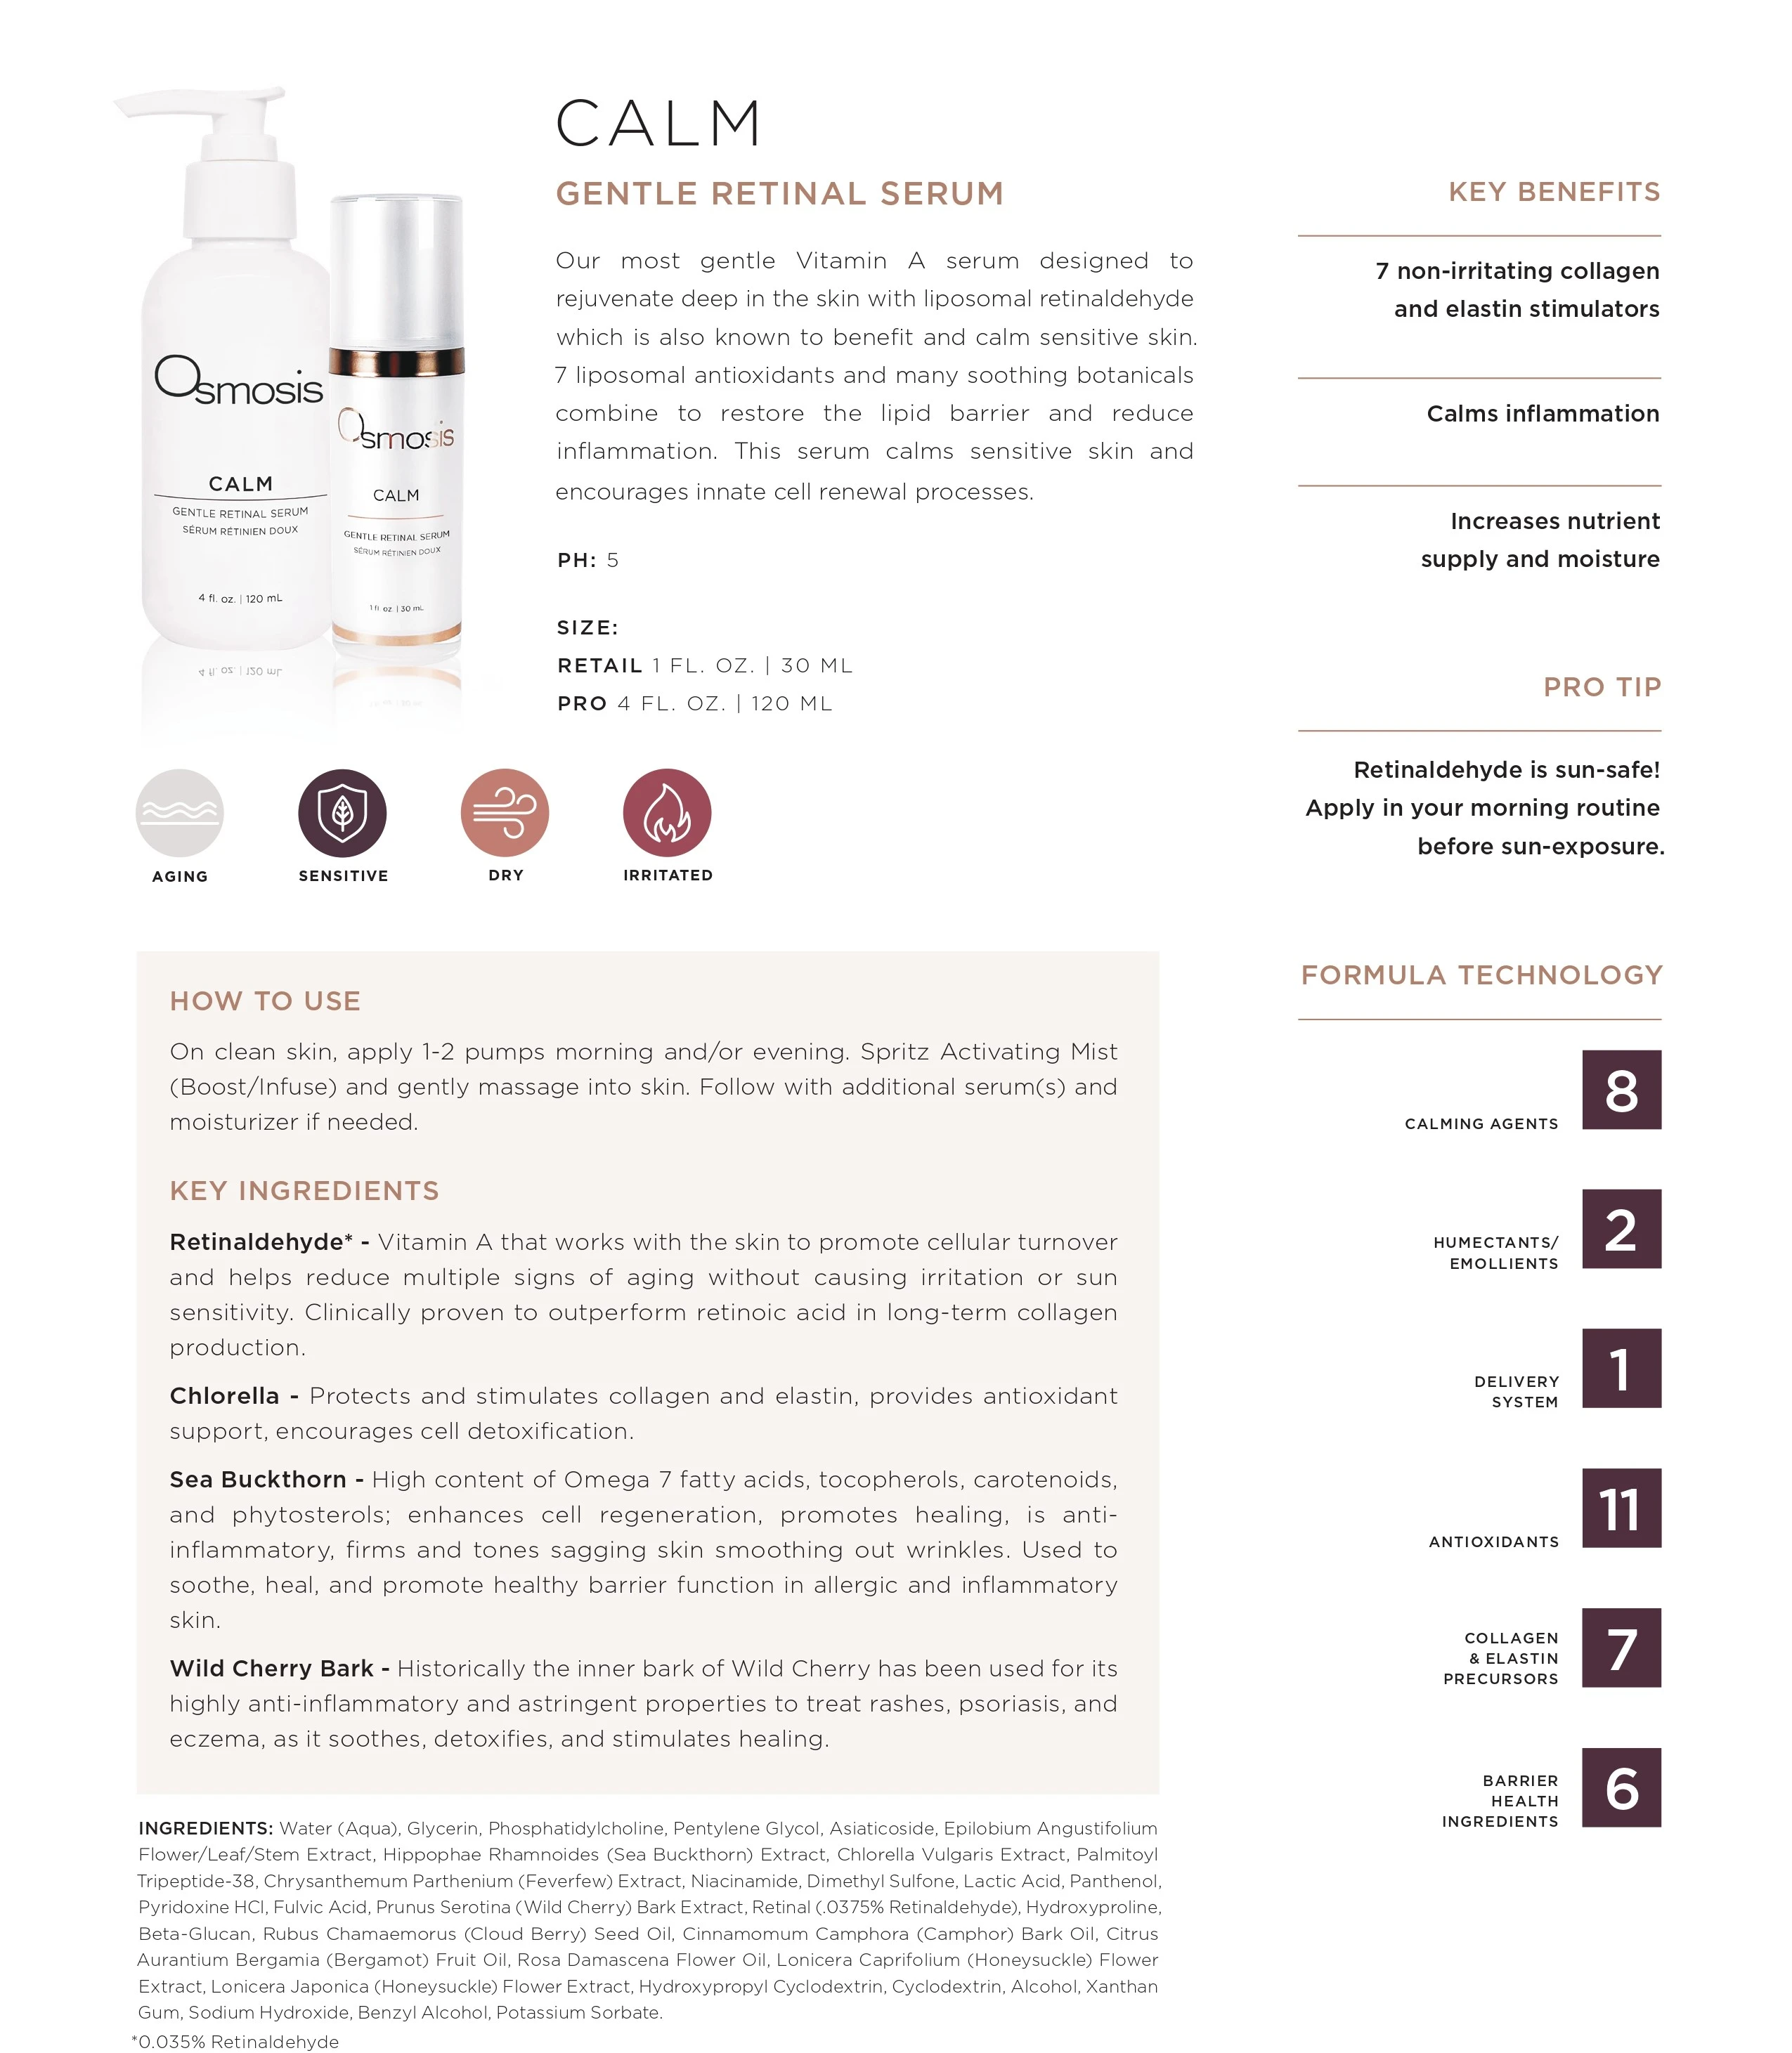 CALM
GENTLE RETINAL SERUM
Our most gentle Vitamin A serum designed to
rejuvenate deep in the skin with liposomal retinaldehyde
which is also known to benefit and calm sensitive skin.
7 liposomal antioxidants and many soothing botanicals
combine to restore the lipid barrier and reduce
inflammation. This serum calms sensitive skin and
encourages innate cell renewal processes.
PH: 5
SIZE:
RETAIL 1 FL. OZ. | 30 ML
PRO 4 FL. OZ. | 120 ML
Osmosis
CALM
GENTLE RETINAL SERUM
SÉRUM RÉTINIEN DOUX
4 fl. oz. | 120 mL
Osmosis
CALM
GENTLE RETINAL SERUM
SÉRUM RÉTINIEN DOUX
1 fl. oz. | 30 mL
AGING
SENSITIVE
DRY
IRRITATED
KEY BENEFITS
7 non-irritating collagen
and elastin stimulators
Calms inflammation
Increases nutrient
supply and moisture
PRO TIP
Retinaldehyde is sun-safe!
Apply in your morning routine
before sun-exposure.
HOW TO USE
On clean skin, apply 1-2 pumps morning and/or evening. Spritz Activating Mist
(Boost/Infuse) and gently massage into skin. Follow with additional serum(s) and
moisturizer if needed.
KEY INGREDIENTS
Retinaldehyde* - Vitamin A that works with the skin to promote cellular turnover
and helps reduce multiple signs of aging without causing irritation or sun
sensitivity. Clinically proven to outperform retinoic acid in long-term collagen
production.
Chlorella - Protects and stimulates collagen and elastin, provides antioxidant
support, encourages cell detoxification.
Sea Buckthorn - High content of Omega 7 fatty acids, tocopherols, carotenoids,
and phytosterols; enhances cell regeneration, promotes healing, is anti-
inflammatory, firms and tones sagging skin smoothing out wrinkles. Used to
soothe, heal, and promote healthy barrier function in allergic and inflammatory
skin.
Wild Cherry Bark - Historically the inner bark of Wild Cherry has been used for its
highly anti-inflammatory and astringent properties to treat rashes, psoriasis, and
eczema, as it soothes, detoxifies, and stimulates healing.
FORMULA TECHNOLOGY
CALMING AGENTS
8
HUMECTANTS/
EMOLLIENTS
2
DELIVERY
SYSTEM
1
ANTIOXIDANTS
11
COLLAGEN
& ELASTIN
PRECURSORS
7
BARRIER
HEALTH
INGREDIENTS
6
INGREDIENTS: Water (Aqua), Glycerin, Phosphatidylcholine, Pentylene Glycol, Asiaticoside, Epilobium Angustifolium
Flower/Leaf/Stem Extract, Hippophae Rhamnoides (Sea Buckthorn) Extract, Chlorella Vulgaris Extract, Palmitoyl
Tripeptide-38, Chrysanthemum Parthenium (Feverfew) Extract, Niacinamide, Dimethyl Sulfone, Lactic Acid, Panthenol,
Pyridoxine HCl, Fulvic Acid, Prunus Serotina (Wild Cherry) Bark Extract, Retinal (.0375% Retinaldehyde), Hydroxyproline,
Beta-Glucan, Rubus Chamaemorus (Cloud Berry) Seed Oil, Cinnamomum Camphora (Camphor) Bark Oil, Citrus
Aurantium Bergamia (Bergamot) Fruit Oil, Rosa Damascena Flower Oil, Lonicera Caprifolium (Honeysuckle) Flower
Extract, Lonicera Japonica (Honeysuckle) Flower Extract, Hydroxypropyl Cyclodextrin, Cyclodextrin, Alcohol, Xanthan
Gum, Sodium Hydroxide, Benzyl Alcohol, Potassium Sorbate.
*0.035% Retinaldehyde